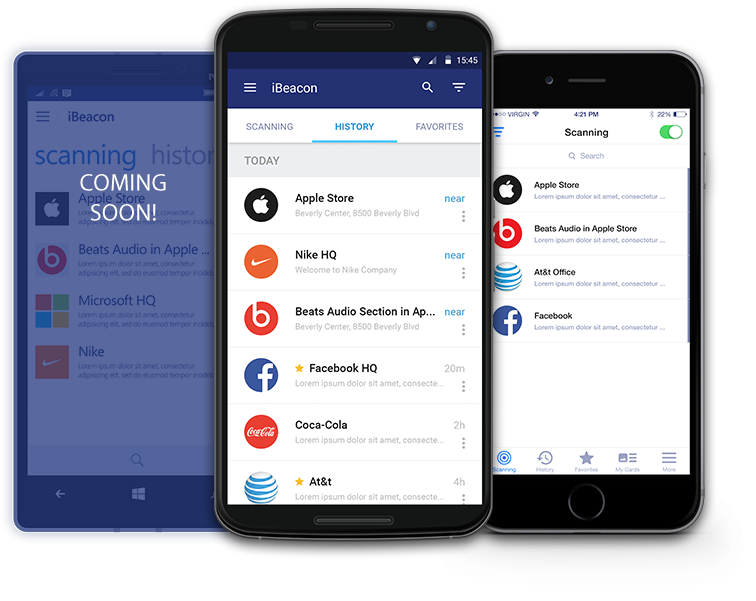 iBeacon
scanning histor
COMING
SOON!
Apple Store
Lorem ipsum dolor sit amet, consectetur
adipisking elit, sed do eiusmod tempor incididu
Beats Audio in Apple ...
Lorem ipsum dolor sit amet, consectetur
adipisking elit, sed do eiusmod tempor incididu
Microsoft HQ
Lorem ipsum dolor sit amet, consectetur
adipisking elit, sed do eiusmod tempor incididu
Nike
Lorem ipsum dolor sit amet, consectetur
adipisking elit, sed do eiusmod tempor incididu
15:45
iBeacon
SCANNING HISTORY FAVORITES
TODAY
Apple Store near
Beverly Center, 8500 Beverly Blvd
Nike HQ near
Welcome to Nike Company
Beats Audio Section in Ap... near
Beverly Center, 8500 Beverly Blvd
Facebook HQ 20m
Lorem ipsum dolor sit amet, consecte...
Coca-Cola
Coca-Cola 2h
Lorem ipsum dolor sit amet, consecte...
At&t 4h
Lorem ipsum dolor sit amet, consecte...
VIRGIN 4:21 PM 22%
Scanning
Search
Apple Store
Lorem ipsum dolor sit amet, consectetur ...
Beats Audio in Apple Store
Lorem ipsum dolor sit amet, consectetur ...
At&t Office
Lorem ipsum dolor sit amet, consectetur ...
Facebook
Lorem ipsum dolor sit amet, consectetur ...
Scanning History Favorites My Cards More